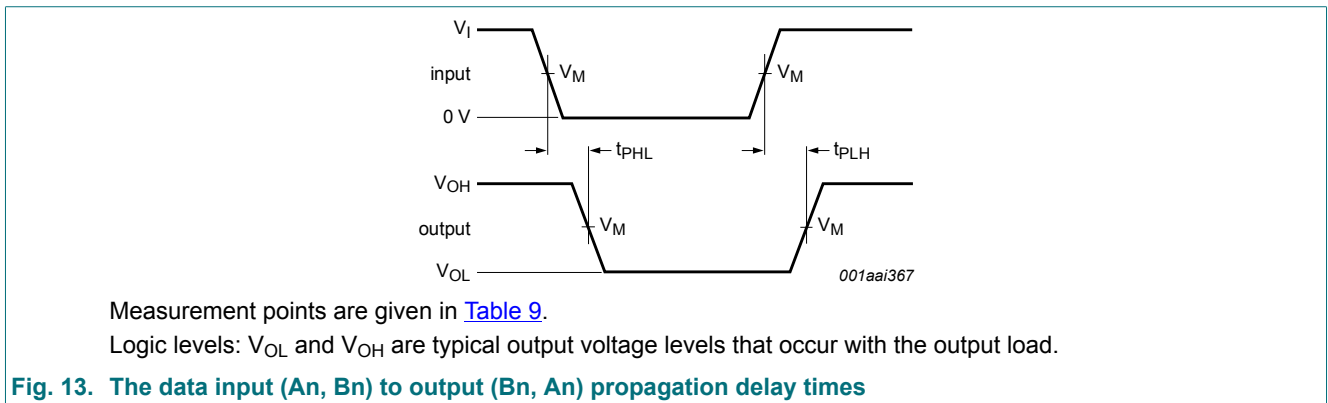 V_I
input V_M V_M
0 V
t_PHL t_PLH
V_OH
output V_M V_M
V_OL
001aai367
Measurement points are given in Table 9.
Logic levels: V_OL and V_OH are typical output voltage levels that occur with the output load.
Fig. 13. The data input (An, Bn) to output (Bn, An) propagation delay times